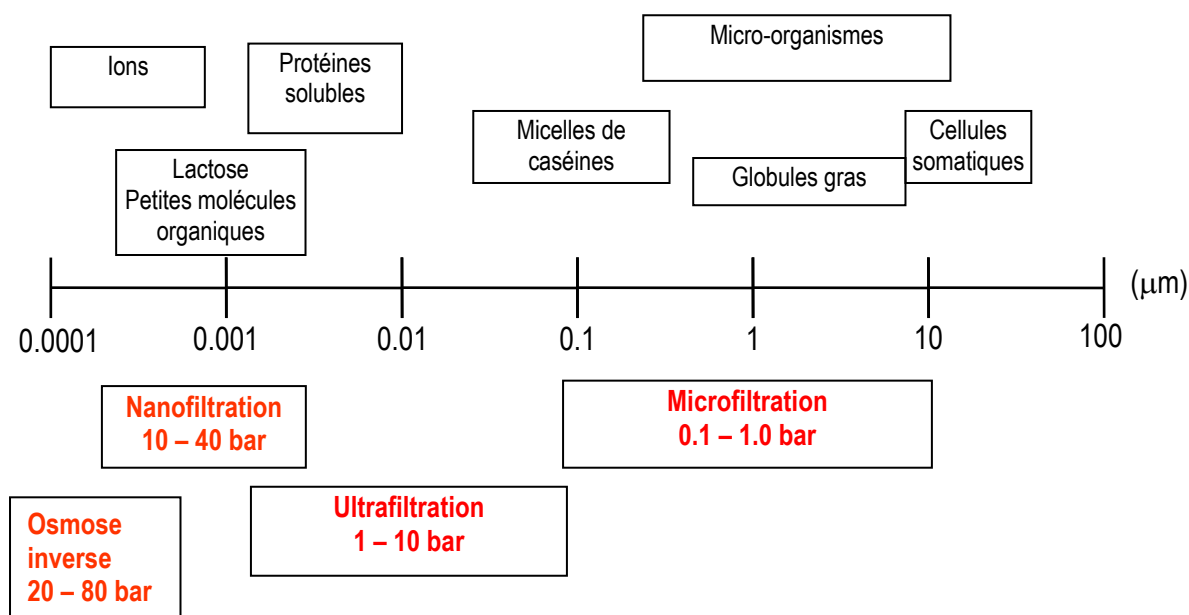 Ions
Protéines
solubles
Micro-organismes
Lactose
Petites molécules
organiques
Micelles de
caséines
Globules gras
Cellules
somatiques
(μm)
0.0001
0.001
0.01
0.1
1
10
100
Nanofiltration
10 – 40 bar
Microfiltration
0.1 – 1.0 bar
Osmose
inverse
20 – 80 bar
Ultrafiltration
1 – 10 bar